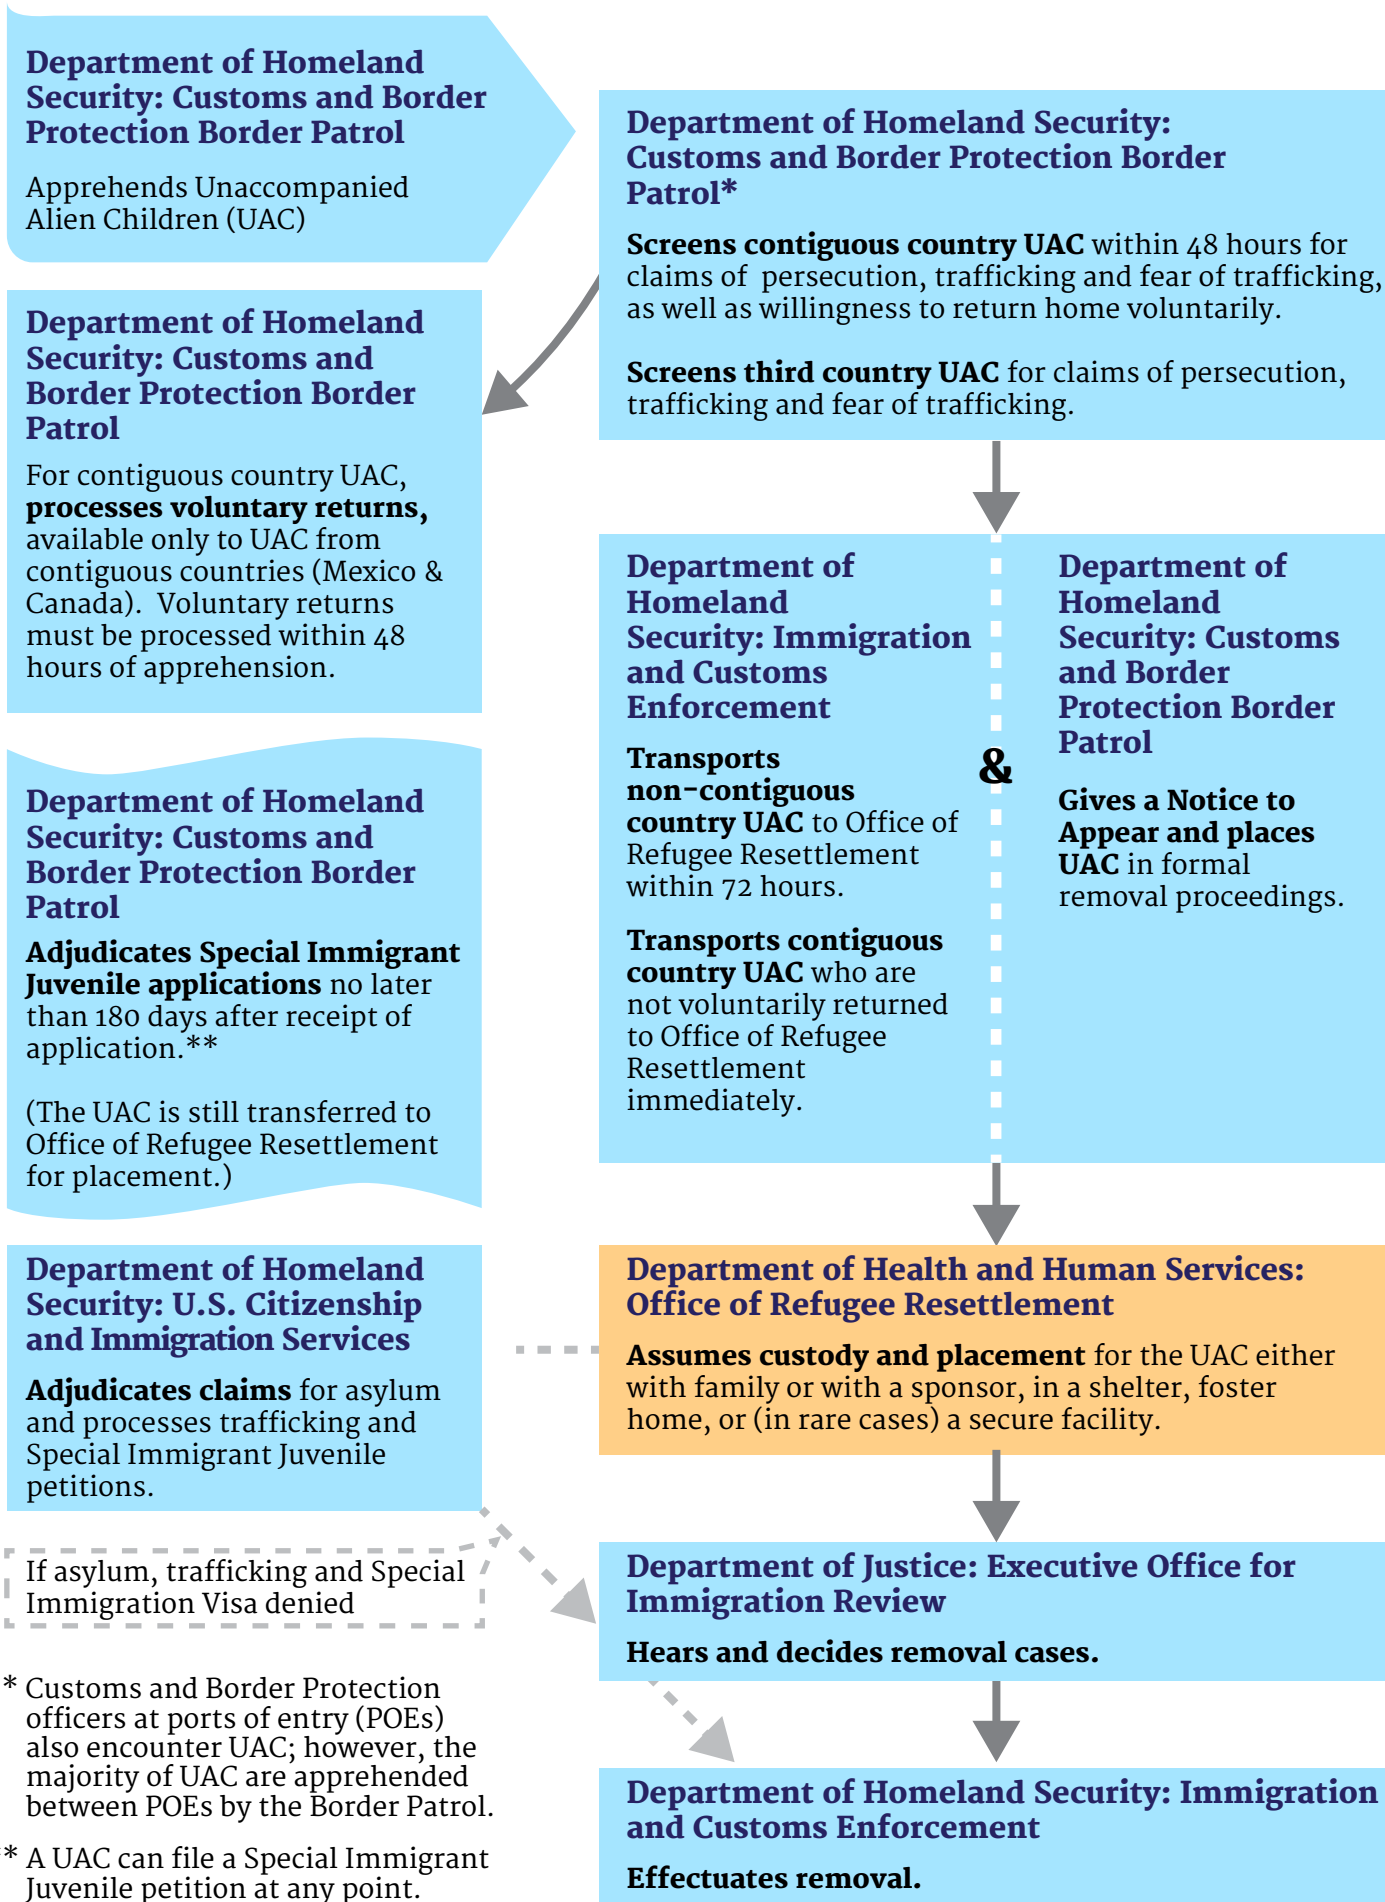 Department of Homeland
Security: Customs and Border
Protection Border Patrol
Apprehends Unaccompanied
Alien Children (UAC)
Department of Homeland Security:
Customs and Border Protection Border
Patrol*
Screens contiguous country UAC within 48 hours for
claims of persecution, trafficking and fear of trafficking,
as well as willingness to return home voluntarily.
Screens third country UAC for claims of persecution,
trafficking and fear of trafficking.
Department of Homeland
Security: Customs and
Border Protection Border
Patrol
For contiguous country UAC,
processes voluntary returns,
available only to UAC from
contiguous countries (Mexico &
Canada). Voluntary returns
must be processed within 48
hours of apprehension.
Department of
Homeland
Security: Immigration
and Customs
Enforcement
Transports
non-contiguous
country UAC to Office of
Refugee Resettlement
within 72 hours.
Transports contiguous
country UAC who are
not voluntarily returned
to Office of Refugee
Resettlement
immediately.
&
Department of
Homeland
Security: Customs
and Border
Protection Border
Patrol
Gives a Notice to
Appear and places
UAC in formal
removal proceedings.
Department of Homeland
Security: Customs and
Border Protection Border
Patrol
Adjudicates Special Immigrant
Juvenile applications no later
than 180 days after receipt of
application.**
(The UAC is still transferred to
Office of Refugee Resettlement
for placement.)
Department of Homeland
Security: U.S. Citizenship
and Immigration Services
Adjudicates claims for asylum
and processes trafficking and
Special Immigrant Juvenile
petitions.
Department of Health and Human Services:
Office of Refugee Resettlement
Assumes custody and placement for the UAC either
with family or with a sponsor, in a shelter, foster
home, or (in rare cases) a secure facility.
If asylum, trafficking and Special
Immigration Visa denied
Department of Justice: Executive Office for
Immigration Review
Hears and decides removal cases.
* Customs and Border Protection
officers at ports of entry (POEs)
also encounter UAC; however, the
majority of UAC are apprehended
between POEs by the Border Patrol.
** A UAC can file a Special Immigrant
Juvenile petition at any point.
Department of Homeland Security: Immigration
and Customs Enforcement
Effectuates removal.